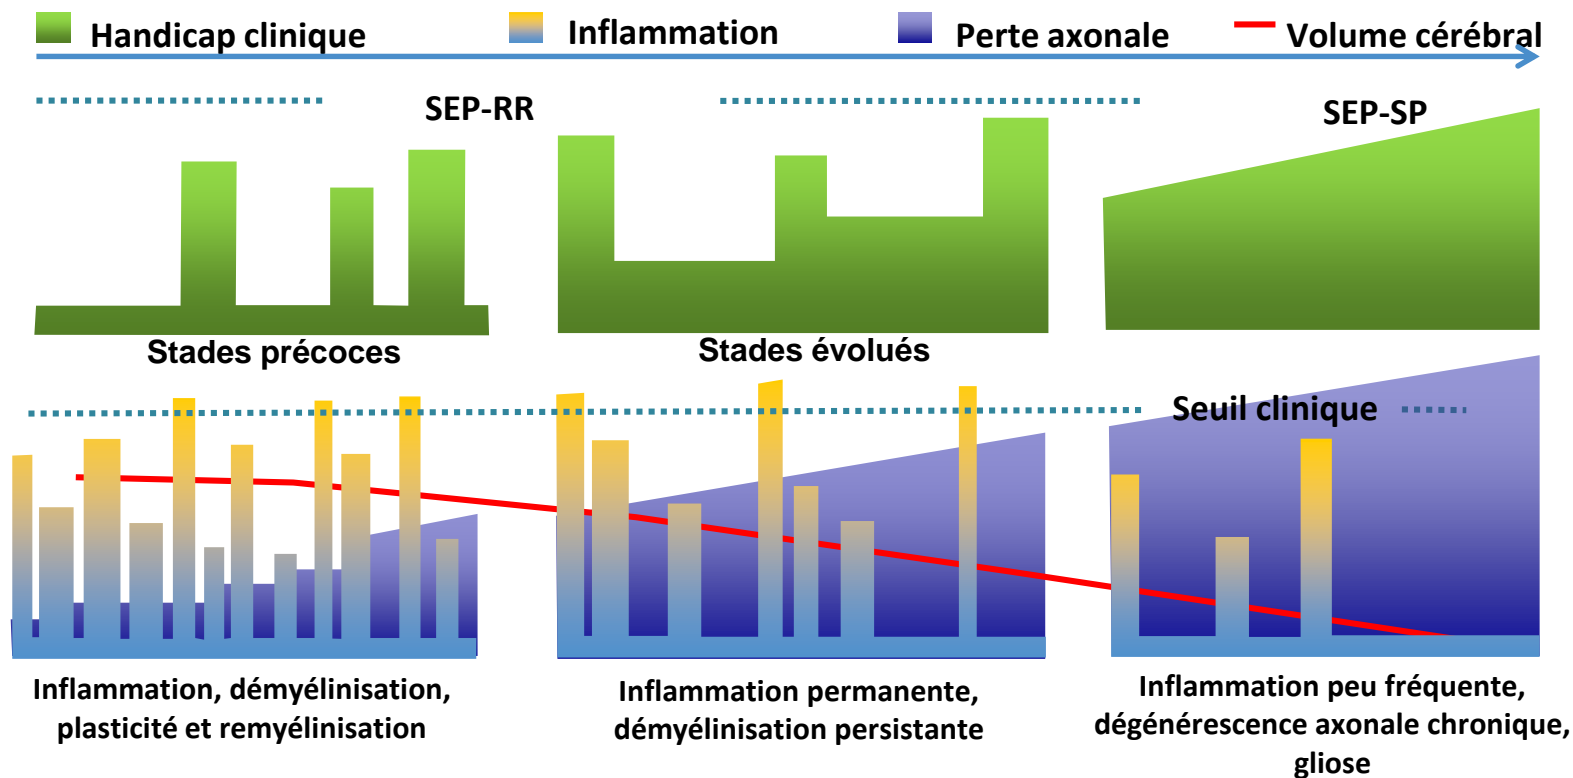 Handicap clinique
Inflammation
Perte axonale
Volume cérébral
SEP-RR
SEP-SP
Stades précoces
Stades évolués
Seuil clinique
Inflammation, démyélinisation,
plasticité et remyélinisation
Inflammation permanente,
démyélinisation persistante
Inflammation peu fréquente,
dégénérescence axonale chronique,
gliose